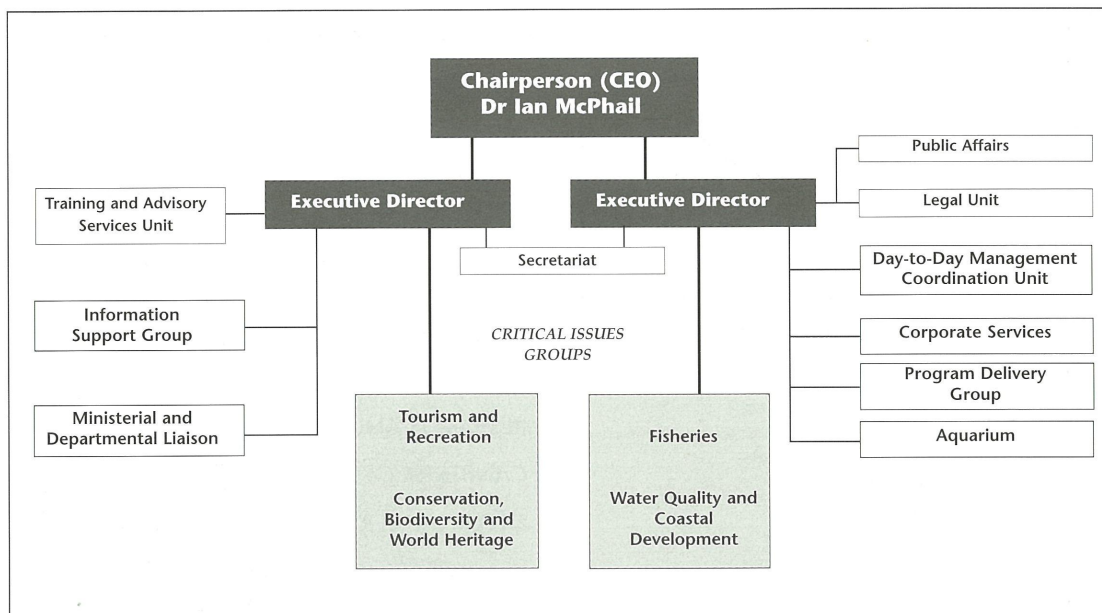 Chairperson (CEO)
Dr Ian McPhail
Executive Director
Executive Director
Training and Advisory
Services Unit
Information
Support Group
Ministerial and
Departmental Liaison
Secretariat
Public Affairs
Legal Unit
Day-to-Day Management
Coordination Unit
Corporate Services
Program Delivery
Group
Aquarium
CRITICAL ISSUES
GROUPS
Tourism and
Recreation
Conservation,
Biodiversity and
World Heritage
Fisheries
Water Quality and
Coastal
Development